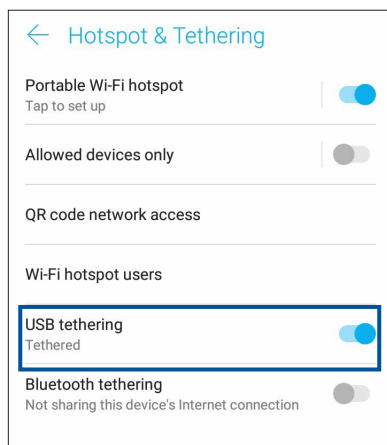 Hotspot & Tethering
Portable Wi-Fi hotspot
Tap to set up
Allowed devices only
QR code network access
Wi-Fi hotspot users
USB tethering
Tethered
Bluetooth tethering
Not sharing this device's Internet connection